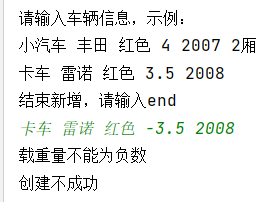 请输入车辆信息，示例：
小汽车 丰田 红色 4 2007 2厢
卡车 雷诺 红色 3.5 2008
结束新增，请输入end
卡车 雷诺 红色 -3.5 2008
载重量不能为负数
创建不成功